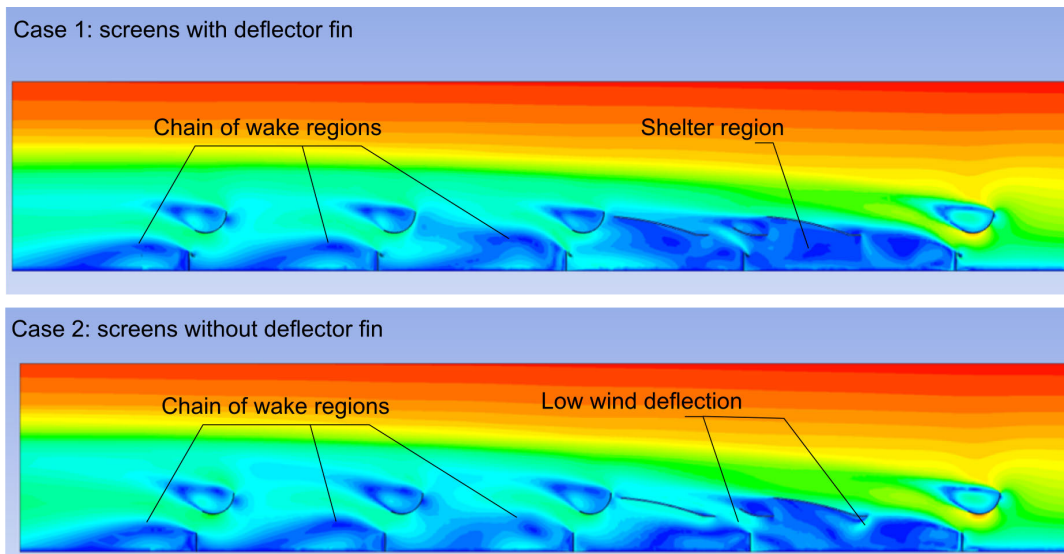 Case 1: screens with deflector fin
Chain of wake regions
Shelter region
Case 2: screens without deflector fin
Chain of wake regions
Low wind deflection